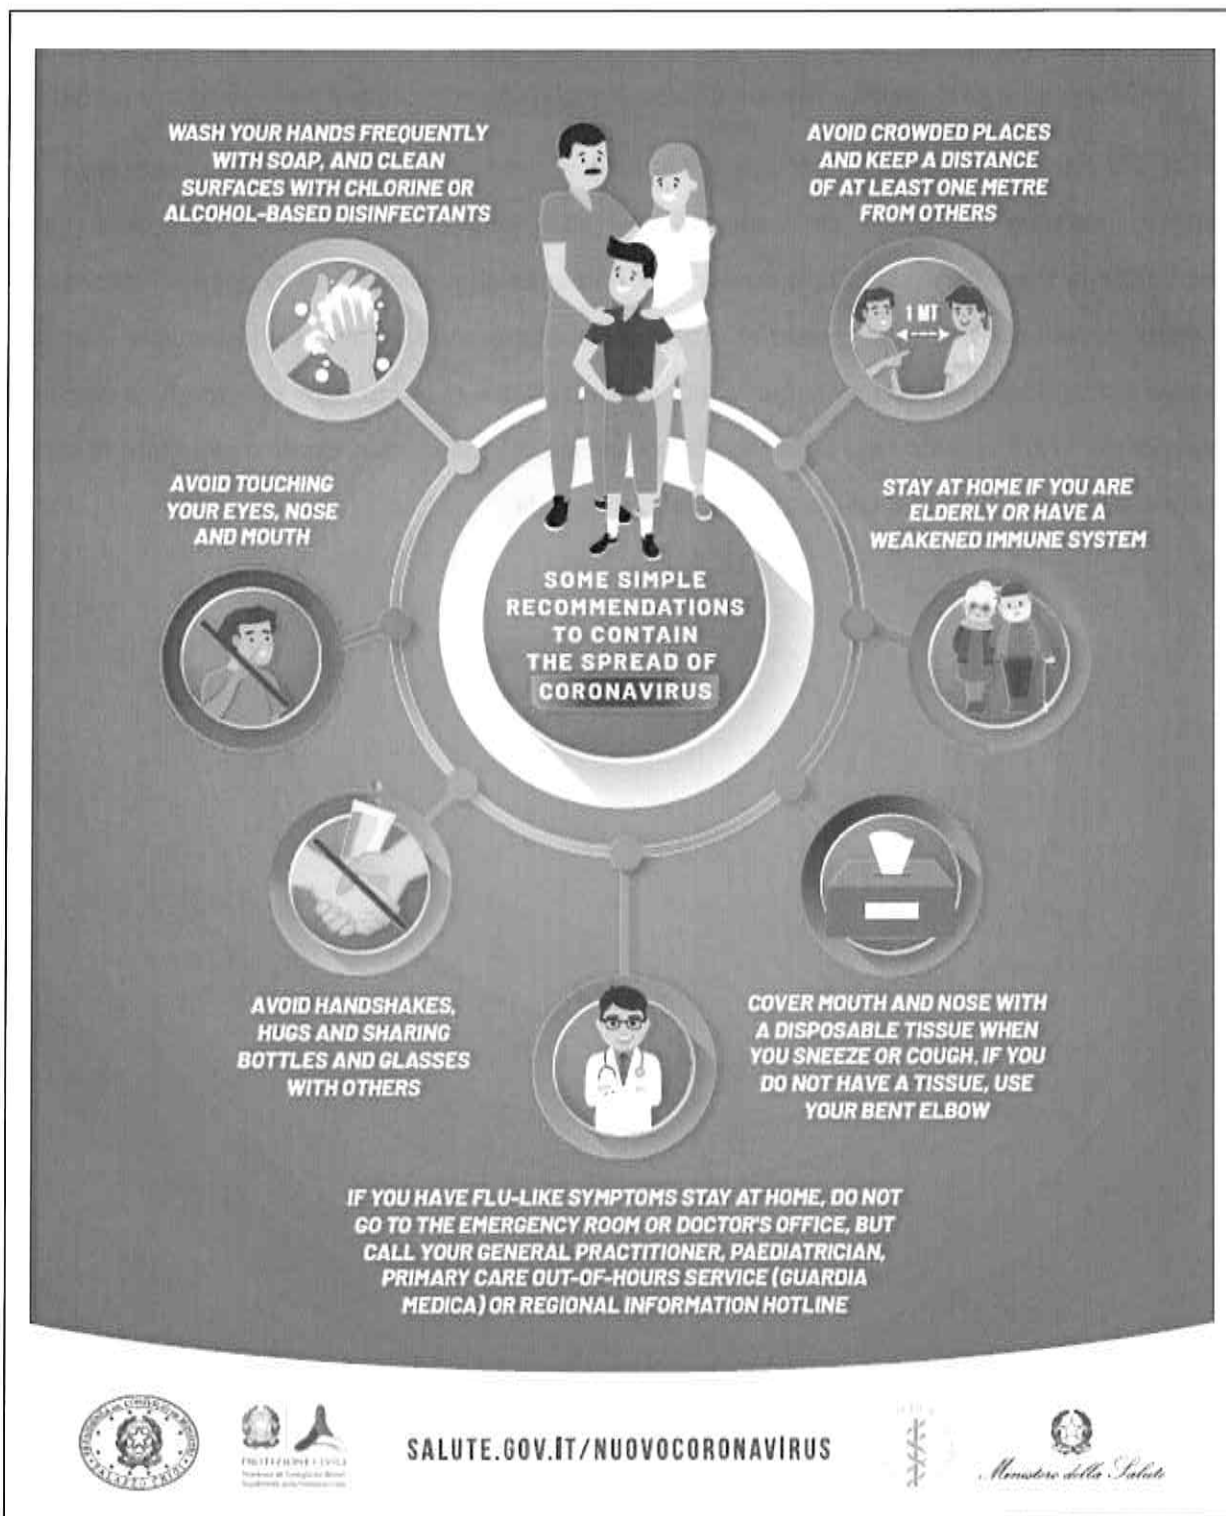 WASH YOUR HANDS FREQUENTLY
WITH SOAP, AND CLEAN
SURFACES WITH CHLORINE OR
ALCOHOL-BASED DISINFECTANTS
AVOID CROWDED PLACES
AND KEEP A DISTANCE
OF AT LEAST ONE METRE
FROM OTHERS
1 MT
AVOID TOUCHING
YOUR EYES, NOSE
AND MOUTH
STAY AT HOME IF YOU ARE
ELDERLY OR HAVE A
WEAKENED IMMUNE SYSTEM
SOME SIMPLE
RECOMMENDATIONS
TO CONTAIN
THE SPREAD OF
CORONAVIRUS
AVOID HANDSHAKES,
HUGS AND SHARING
BOTTLES AND GLASSES
WITH OTHERS
COVER MOUTH AND NOSE WITH
A DISPOSABLE TISSUE WHEN
YOU SNEEZE OR COUGH, IF YOU
DO NOT HAVE A TISSUE, USE
YOUR BENT ELBOW
IF YOU HAVE FLU-LIKE SYMPTOMS STAY AT HOME, DO NOT
GO TO THE EMERGENCY ROOM OR DOCTOR'S OFFICE, BUT
CALL YOUR GENERAL PRACTITIONER, PAEDIATRICIAN,
PRIMARY CARE OUT-OF-HOURS SERVICE (GUARDIA
MEDICA) OR REGIONAL INFORMATION HOTLINE
PALAZZO CHIGI
PROTEZIONE CIVILE
SALUTE.GOV.IT/NUOVOCORONAVIRUS
Ministero della Salute